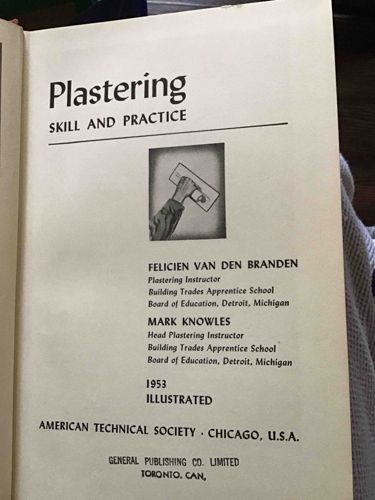 Plastering
SKILL AND PRACTICE
FELICIEN VAN DEN BRANDEN
Plastering Instructor
Building Trades Apprentice School
Board of Education, Detroit, Michigan
MARK KNOWLES
Head Plastering Instructor
Building Trades Apprentice School
Board of Education, Detroit, Michigan
1953
ILLUSTRATED
AMERICAN TECHNICAL SOCIETY · CHICAGO, U.S.A.
GENERAL PUBLISHING CO. LIMITED
TORONTO, CAN,